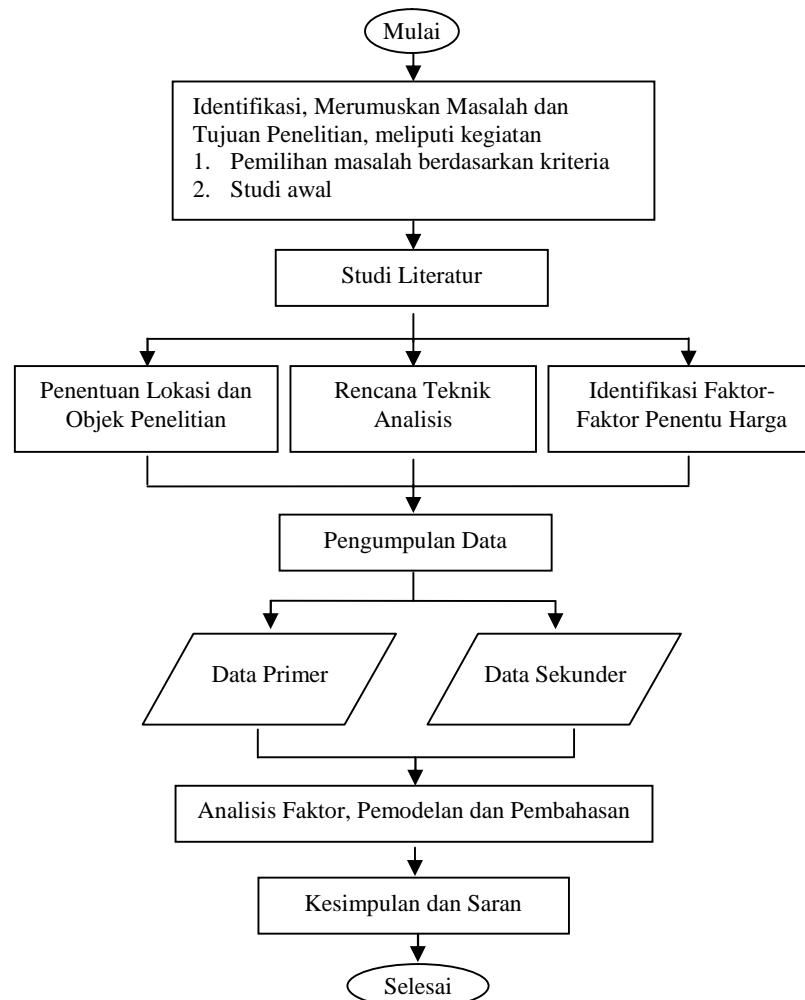 Mulai
Identifikasi, Merumuskan Masalah dan
Tujuan Penelitian, meliputi kegiatan
1. Pemilihan masalah berdasarkan kriteria
2. Studi awal
Studi Literatur
Penentuan Lokasi dan
Objek Penelitian
Rencana Teknik
Analisis
Identifikasi Faktor-
Faktor Penentu Harga
Pengumpulan Data
Data Primer
Data Sekunder
Analisis Faktor, Pemodelan dan Pembahasan
Kesimpulan dan Saran
Selesai